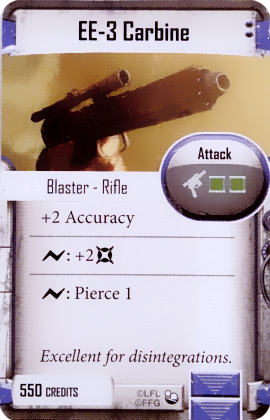 EE-3 Carbine
Attack
Blaster - Rifle
+2 Accuracy
: +2
: Pierce 1
Excellent for disintegrations.
550 CREDITS
©LFL
©FFG